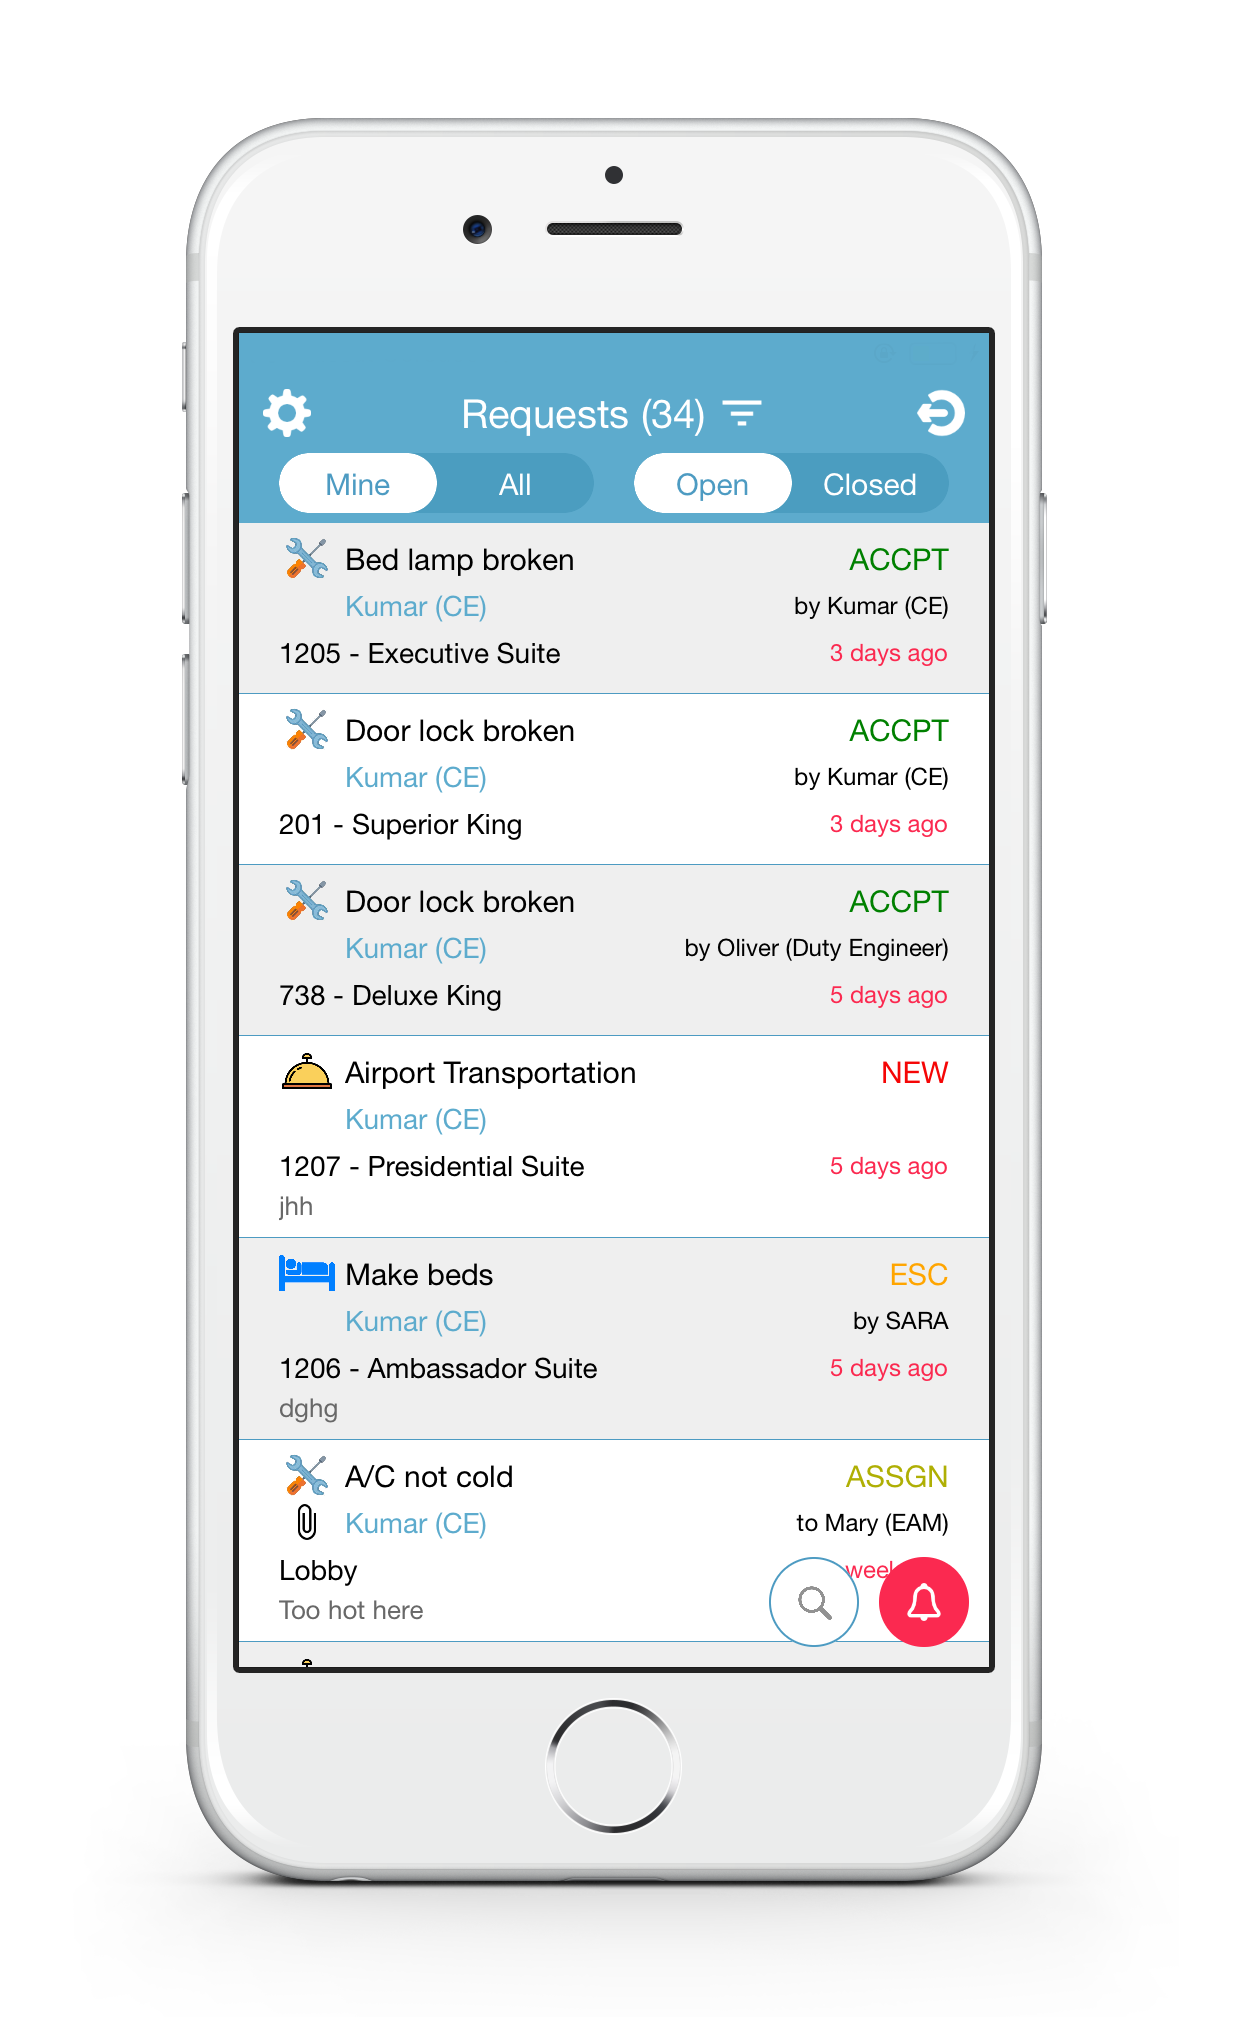 Requests (34)
Mine All Open Closed
Bed lamp broken ACCPT
Kumar (CE) by Kumar (CE)
1205 - Executive Suite 3 days ago
Door lock broken ACCPT
Kumar (CE) by Kumar (CE)
201 - Superior King 3 days ago
Door lock broken ACCPT
Kumar (CE) by Oliver (Duty Engineer)
738 - Deluxe King 5 days ago
Airport Transportation NEW
Kumar (CE)
1207 - Presidential Suite 5 days ago
jhh
Make beds ESC
Kumar (CE) by SARA
1206 - Ambassador Suite 5 days ago
dghg
A/C not cold ASSGN
Kumar (CE) to Mary (EAM)
Lobby
Too hot here